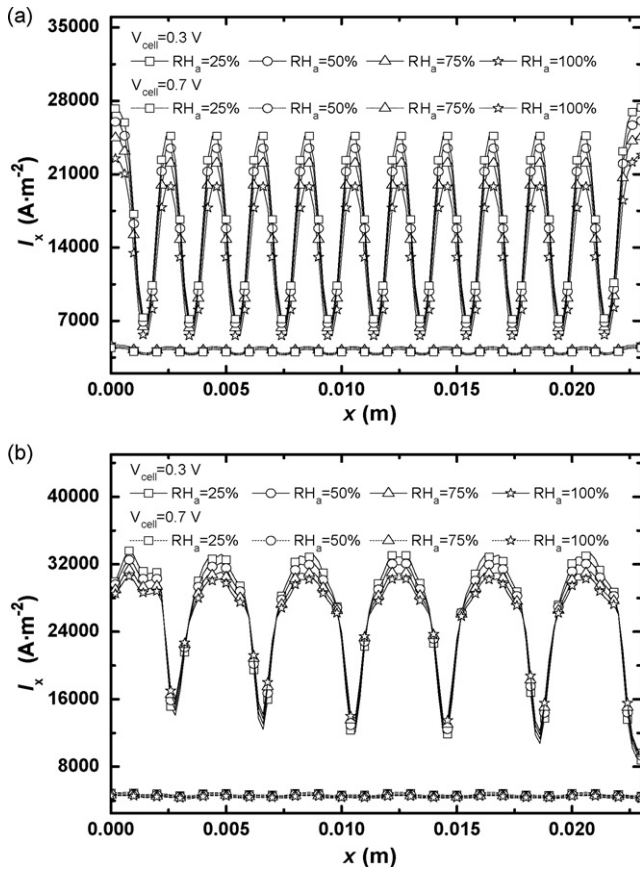 (a)
35000
28000
21000
14000
7000
I_x (A·m⁻²)
V_cell=0.3 V
RH_a=25% RH_a=50% RH_a=75% RH_a=100%
V_cell=0.7 V
RH_a=25% RH_a=50% RH_a=75% RH_a=100%
0.000 0.005 0.010 0.015 0.020
x (m)
(b)
40000
32000
24000
16000
8000
I_x (A·m⁻²)
V_cell=0.3 V
RH_a=25% RH_a=50% RH_a=75% RH_a=100%
V_cell=0.7 V
RH_a=25% RH_a=50% RH_a=75% RH_a=100%
0.000 0.005 0.010 0.015 0.020
x (m)